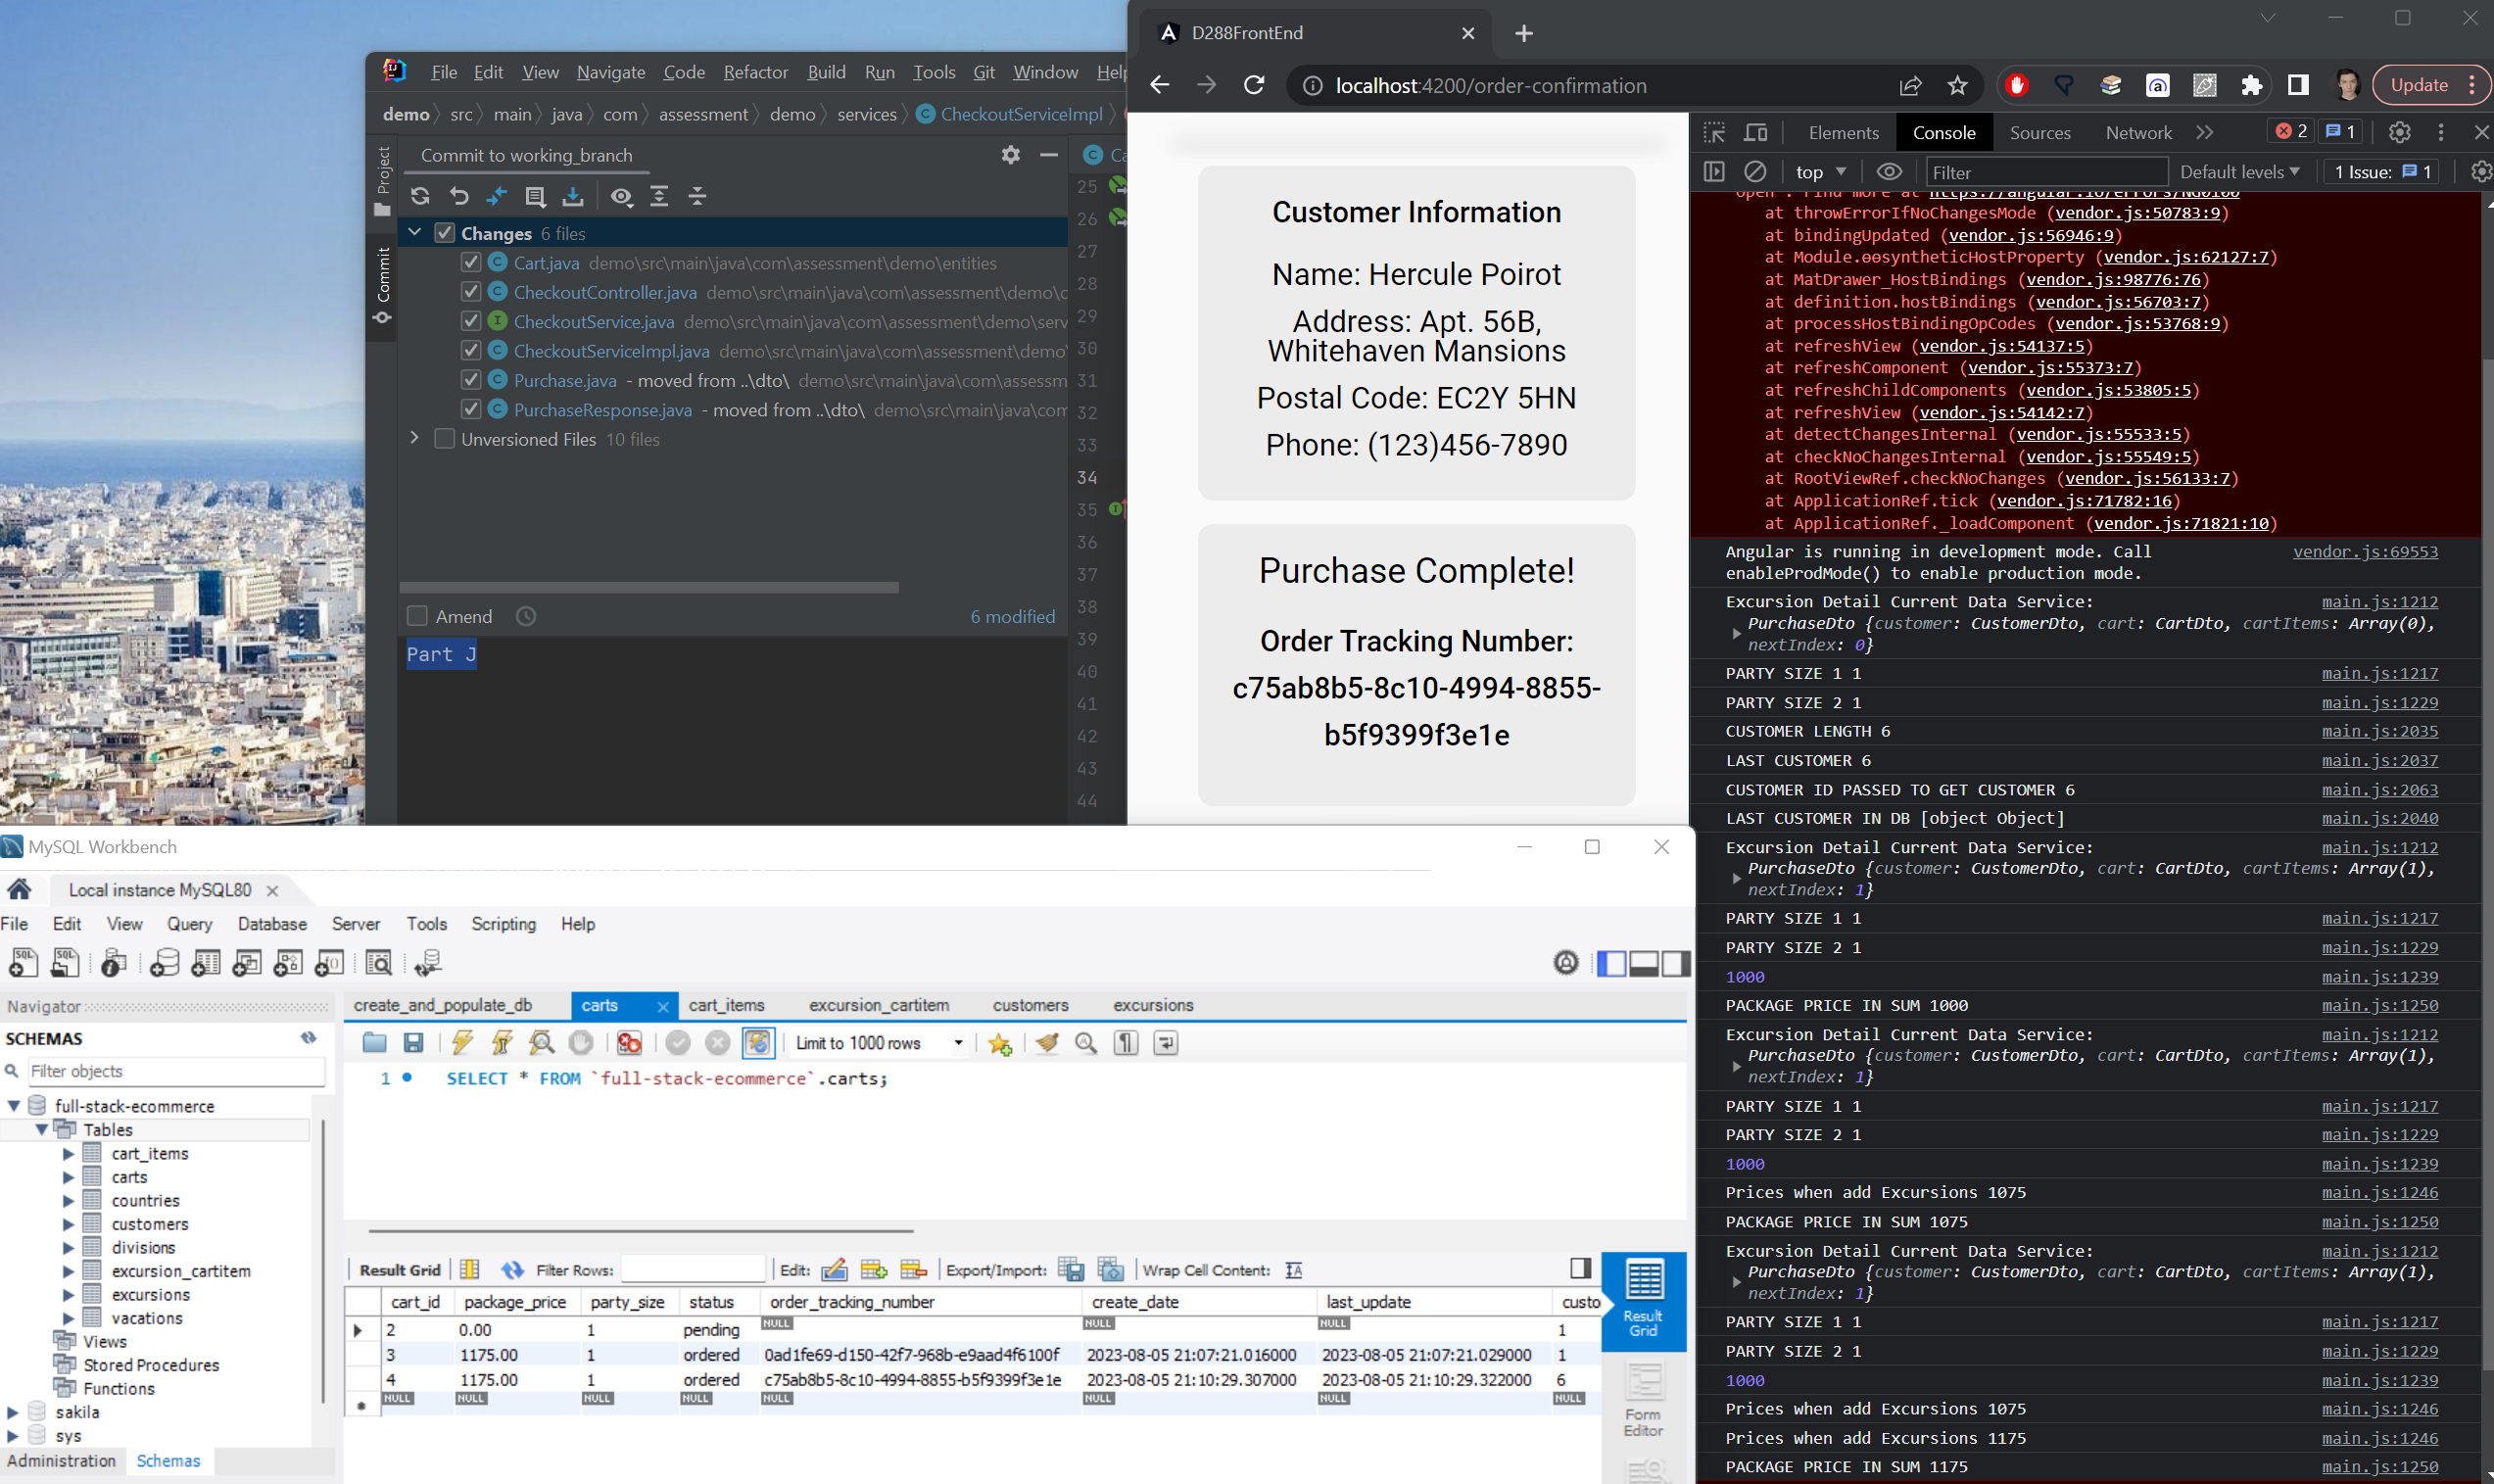 File Edit View Navigate Code Refactor Build Run Tools Git Window Help
demo src main java com assessment demo services CheckoutServiceImpl
Project
Commit
Commit to working_branch
Changes 6 files
Cart.java demo\src\main\java\com\assessment\demo\entities
CheckoutController.java demo\src\main\java\com\assessment\demo\c
CheckoutService.java demo\src\main\java\com\assessment\demo\serv
CheckoutServiceImpl.java demo\src\main\java\com\assessment\demo\
Purchase.java - moved from ..\dto\ demo\src\main\java\com\assessm
PurchaseResponse.java - moved from ..\dto\ demo\src\main\java\com
Unversioned Files 10 files
Amend
6 modified
Part J
Ca
25
26
27
28
29
30
31
32
33
34
35
36
37
38
39
40
41
42
43
44
D288FrontEnd
localhost:4200/order-confirmation
Update
Customer Information
Name: Hercule Poirot
Address: Apt. 56B,
Whitehaven Mansions
Postal Code: EC2Y 5HN
Phone: (123)456-7890
Purchase Complete!
Order Tracking Number:
c75ab8b5-8c10-4994-8855-
b5f9399f3e1e
Elements Console Sources Network 2 1
top Filter Default levels 1 Issue: 1
open'. Find more at https://angular.io/errors/NG0100
at throwErrorIfNoChangesMode (vendor.js:50783:9)
at bindingUpdated (vendor.js:56946:9)
at Module.ɵɵsyntheticHostProperty (vendor.js:62127:7)
at MatDrawer_HostBindings (vendor.js:98776:76)
at definition.hostBindings (vendor.js:56703:7)
at processHostBindingOpCodes (vendor.js:53768:9)
at refreshView (vendor.js:54137:5)
at refreshComponent (vendor.js:55373:7)
at refreshChildComponents (vendor.js:53805:5)
at refreshView (vendor.js:54142:7)
at detectChangesInternal (vendor.js:55533:5)
at checkNoChangesInternal (vendor.js:55549:5)
at RootViewRef.checkNoChanges (vendor.js:56133:7)
at ApplicationRef.tick (vendor.js:71782:16)
at ApplicationRef._loadComponent (vendor.js:71821:10)
Angular is running in development mode. Call vendor.js:69553
enableProdMode() to enable production mode.
Excursion Detail Current Data Service: main.js:1212
PurchaseDto {customer: CustomerDto, cart: CartDto, cartItems: Array(0),
nextIndex: 0}
PARTY SIZE 1 1 main.js:1217
PARTY SIZE 2 1 main.js:1229
CUSTOMER LENGTH 6 main.js:2035
LAST CUSTOMER 6 main.js:2037
CUSTOMER ID PASSED TO GET CUSTOMER 6 main.js:2063
LAST CUSTOMER IN DB [object Object] main.js:2040
Excursion Detail Current Data Service: main.js:1212
PurchaseDto {customer: CustomerDto, cart: CartDto, cartItems: Array(1),
nextIndex: 1}
PARTY SIZE 1 1 main.js:1217
PARTY SIZE 2 1 main.js:1229
1000 main.js:1239
PACKAGE PRICE IN SUM 1000 main.js:1250
Excursion Detail Current Data Service: main.js:1212
PurchaseDto {customer: CustomerDto, cart: CartDto, cartItems: Array(1),
nextIndex: 1}
PARTY SIZE 1 1 main.js:1217
PARTY SIZE 2 1 main.js:1229
1000 main.js:1239
Prices when add Excursions 1075 main.js:1246
PACKAGE PRICE IN SUM 1075 main.js:1250
Excursion Detail Current Data Service: main.js:1212
PurchaseDto {customer: CustomerDto, cart: CartDto, cartItems: Array(1),
nextIndex: 1}
PARTY SIZE 1 1 main.js:1217
PARTY SIZE 2 1 main.js:1229
1000 main.js:1239
Prices when add Excursions 1075 main.js:1246
Prices when add Excursions 1175 main.js:1246
PACKAGE PRICE IN SUM 1175 main.js:1250
MySQL Workbench
Local instance MySQL80
File Edit View Query Database Server Tools Scripting Help
Navigator
SCHEMAS
Filter objects
full-stack-ecommerce
Tables
cart_items
carts
countries
customers
divisions
excursion_cartitem
excursions
vacations
Views
Stored Procedures
Functions
sakila
sys
Administration Schemas
create_and_populate_db carts cart_items excursion_cartitem customers excursions
Limit to 1000 rows
1 SELECT * FROM `full-stack-ecommerce`.carts;
Result Grid Filter Rows: Edit: Export/Import: Wrap Cell Content:
cart_id package_price party_size status order_tracking_number create_date last_update custo
2 0.00 1 pending NULL NULL NULL 1
3 1175.00 1 ordered 0ad1fe69-d150-42f7-968b-e9aad4f6100f 2023-08-05 21:07:21.016000 2023-08-05 21:07:21.029000 1
4 1175.00 1 ordered c75ab8b5-8c10-4994-8855-b5f9399f3e1e 2023-08-05 21:10:29.307000 2023-08-05 21:10:29.322000 6
NULL NULL NULL NULL NULL NULL NULL NULL
Result
Grid
Form
Editor